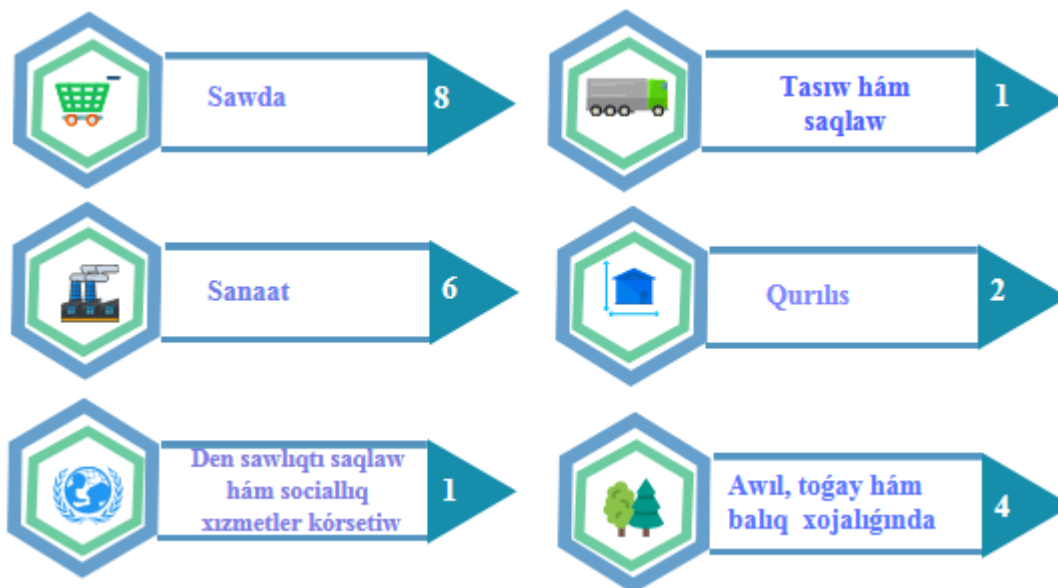 Sawda
8
Tasıw hám
saqlaw
1
Sanaat
6
Qurılıs
2
Den sawlıqtı saqlaw
hám sociallıq
xızmetler kórsetiw
1
Awıl, toǵay hám
balıq xojalıǵında
4